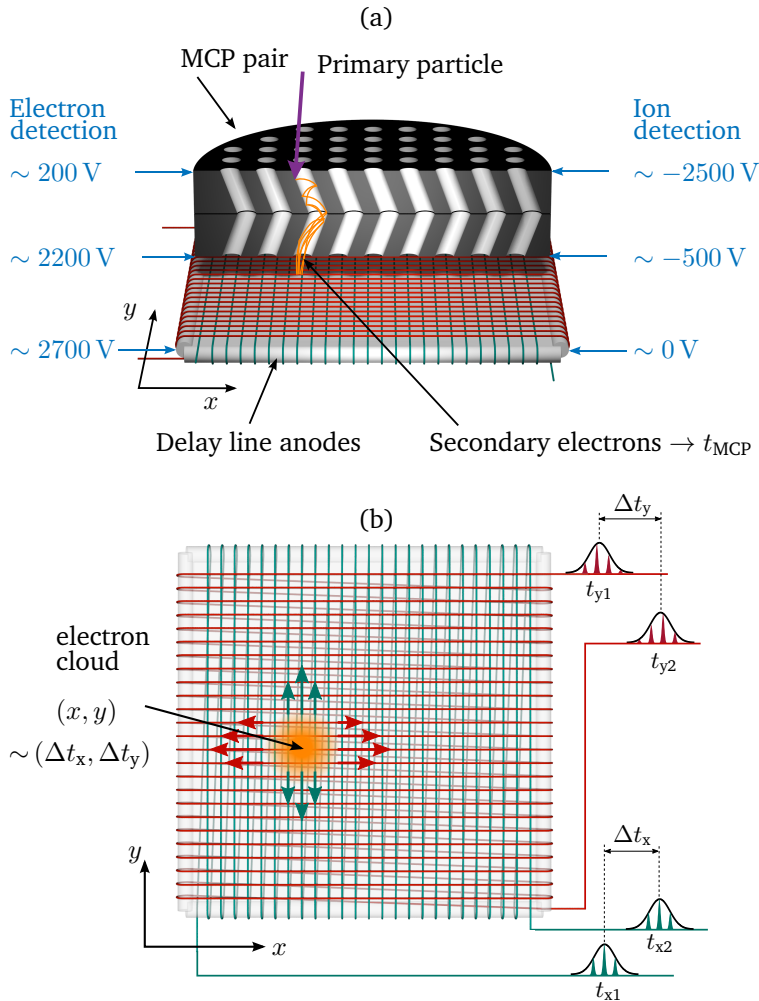 (a)
MCP pair
Primary particle
Electron
detection
Ion
detection
∼ 200 V
∼ −2500 V
∼ 2200 V
∼ −500 V
y
∼ 2700 V
∼ 0 V
x
Delay line anodes
Secondary electrons → t_MCP
(b)
Δt_y
t_y1
electron
cloud
t_y2
(x, y)
∼ (Δt_x, Δt_y)
Δt_x
y
x
t_x2
t_x1